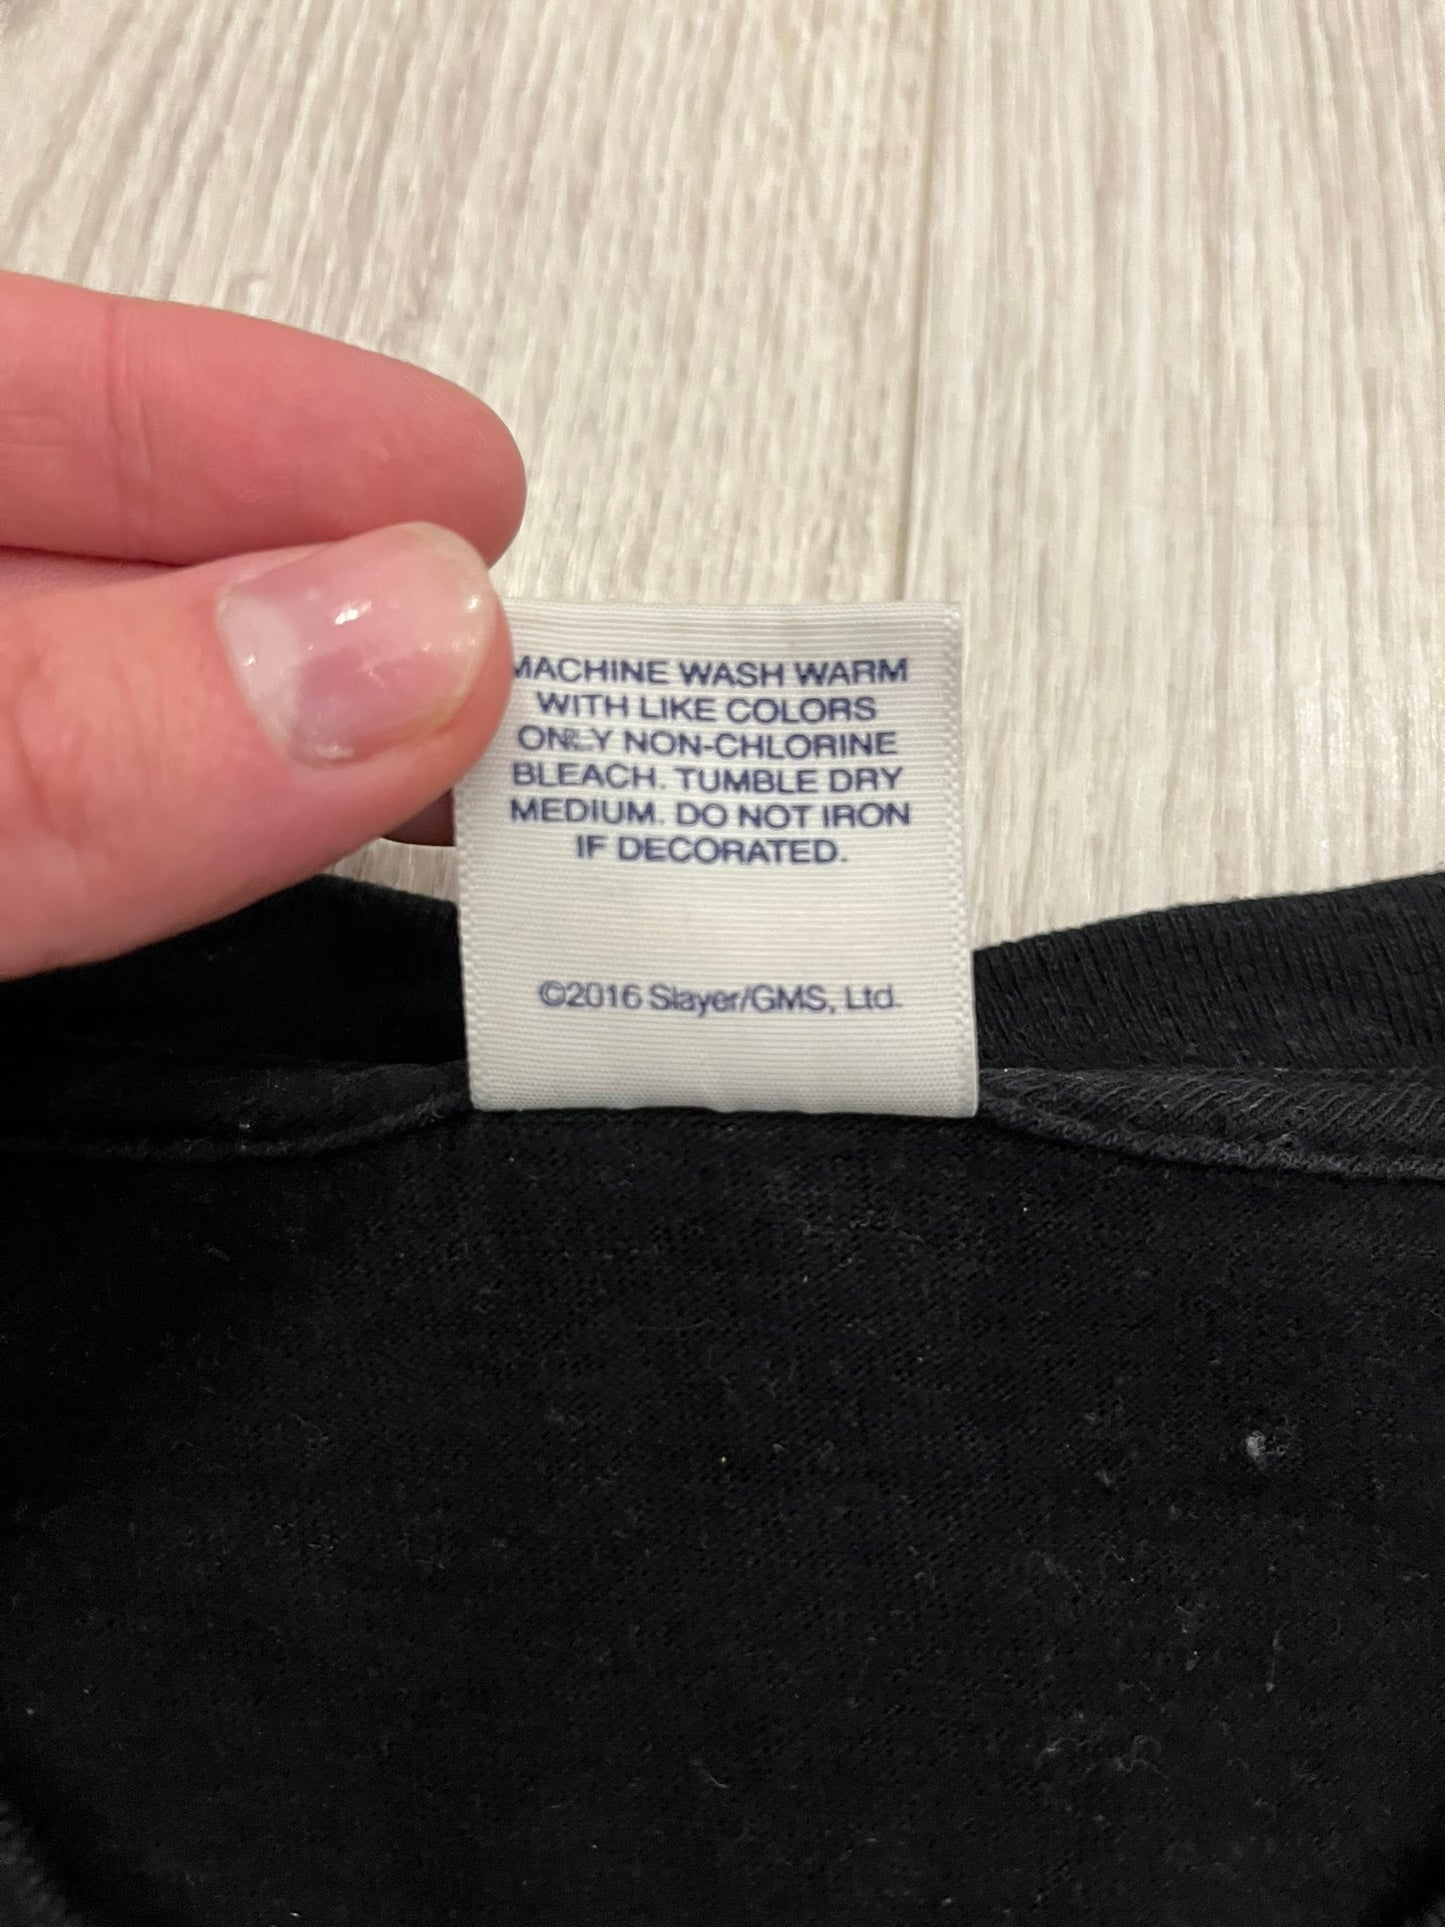 MACHINE WASH WARM
WITH LIKE COLORS
ONLY NON-CHLORINE
BLEACH. TUMBLE DRY
MEDIUM. DO NOT IRON
IF DECORATED.
©2016 Slayer/GMS, Ltd.